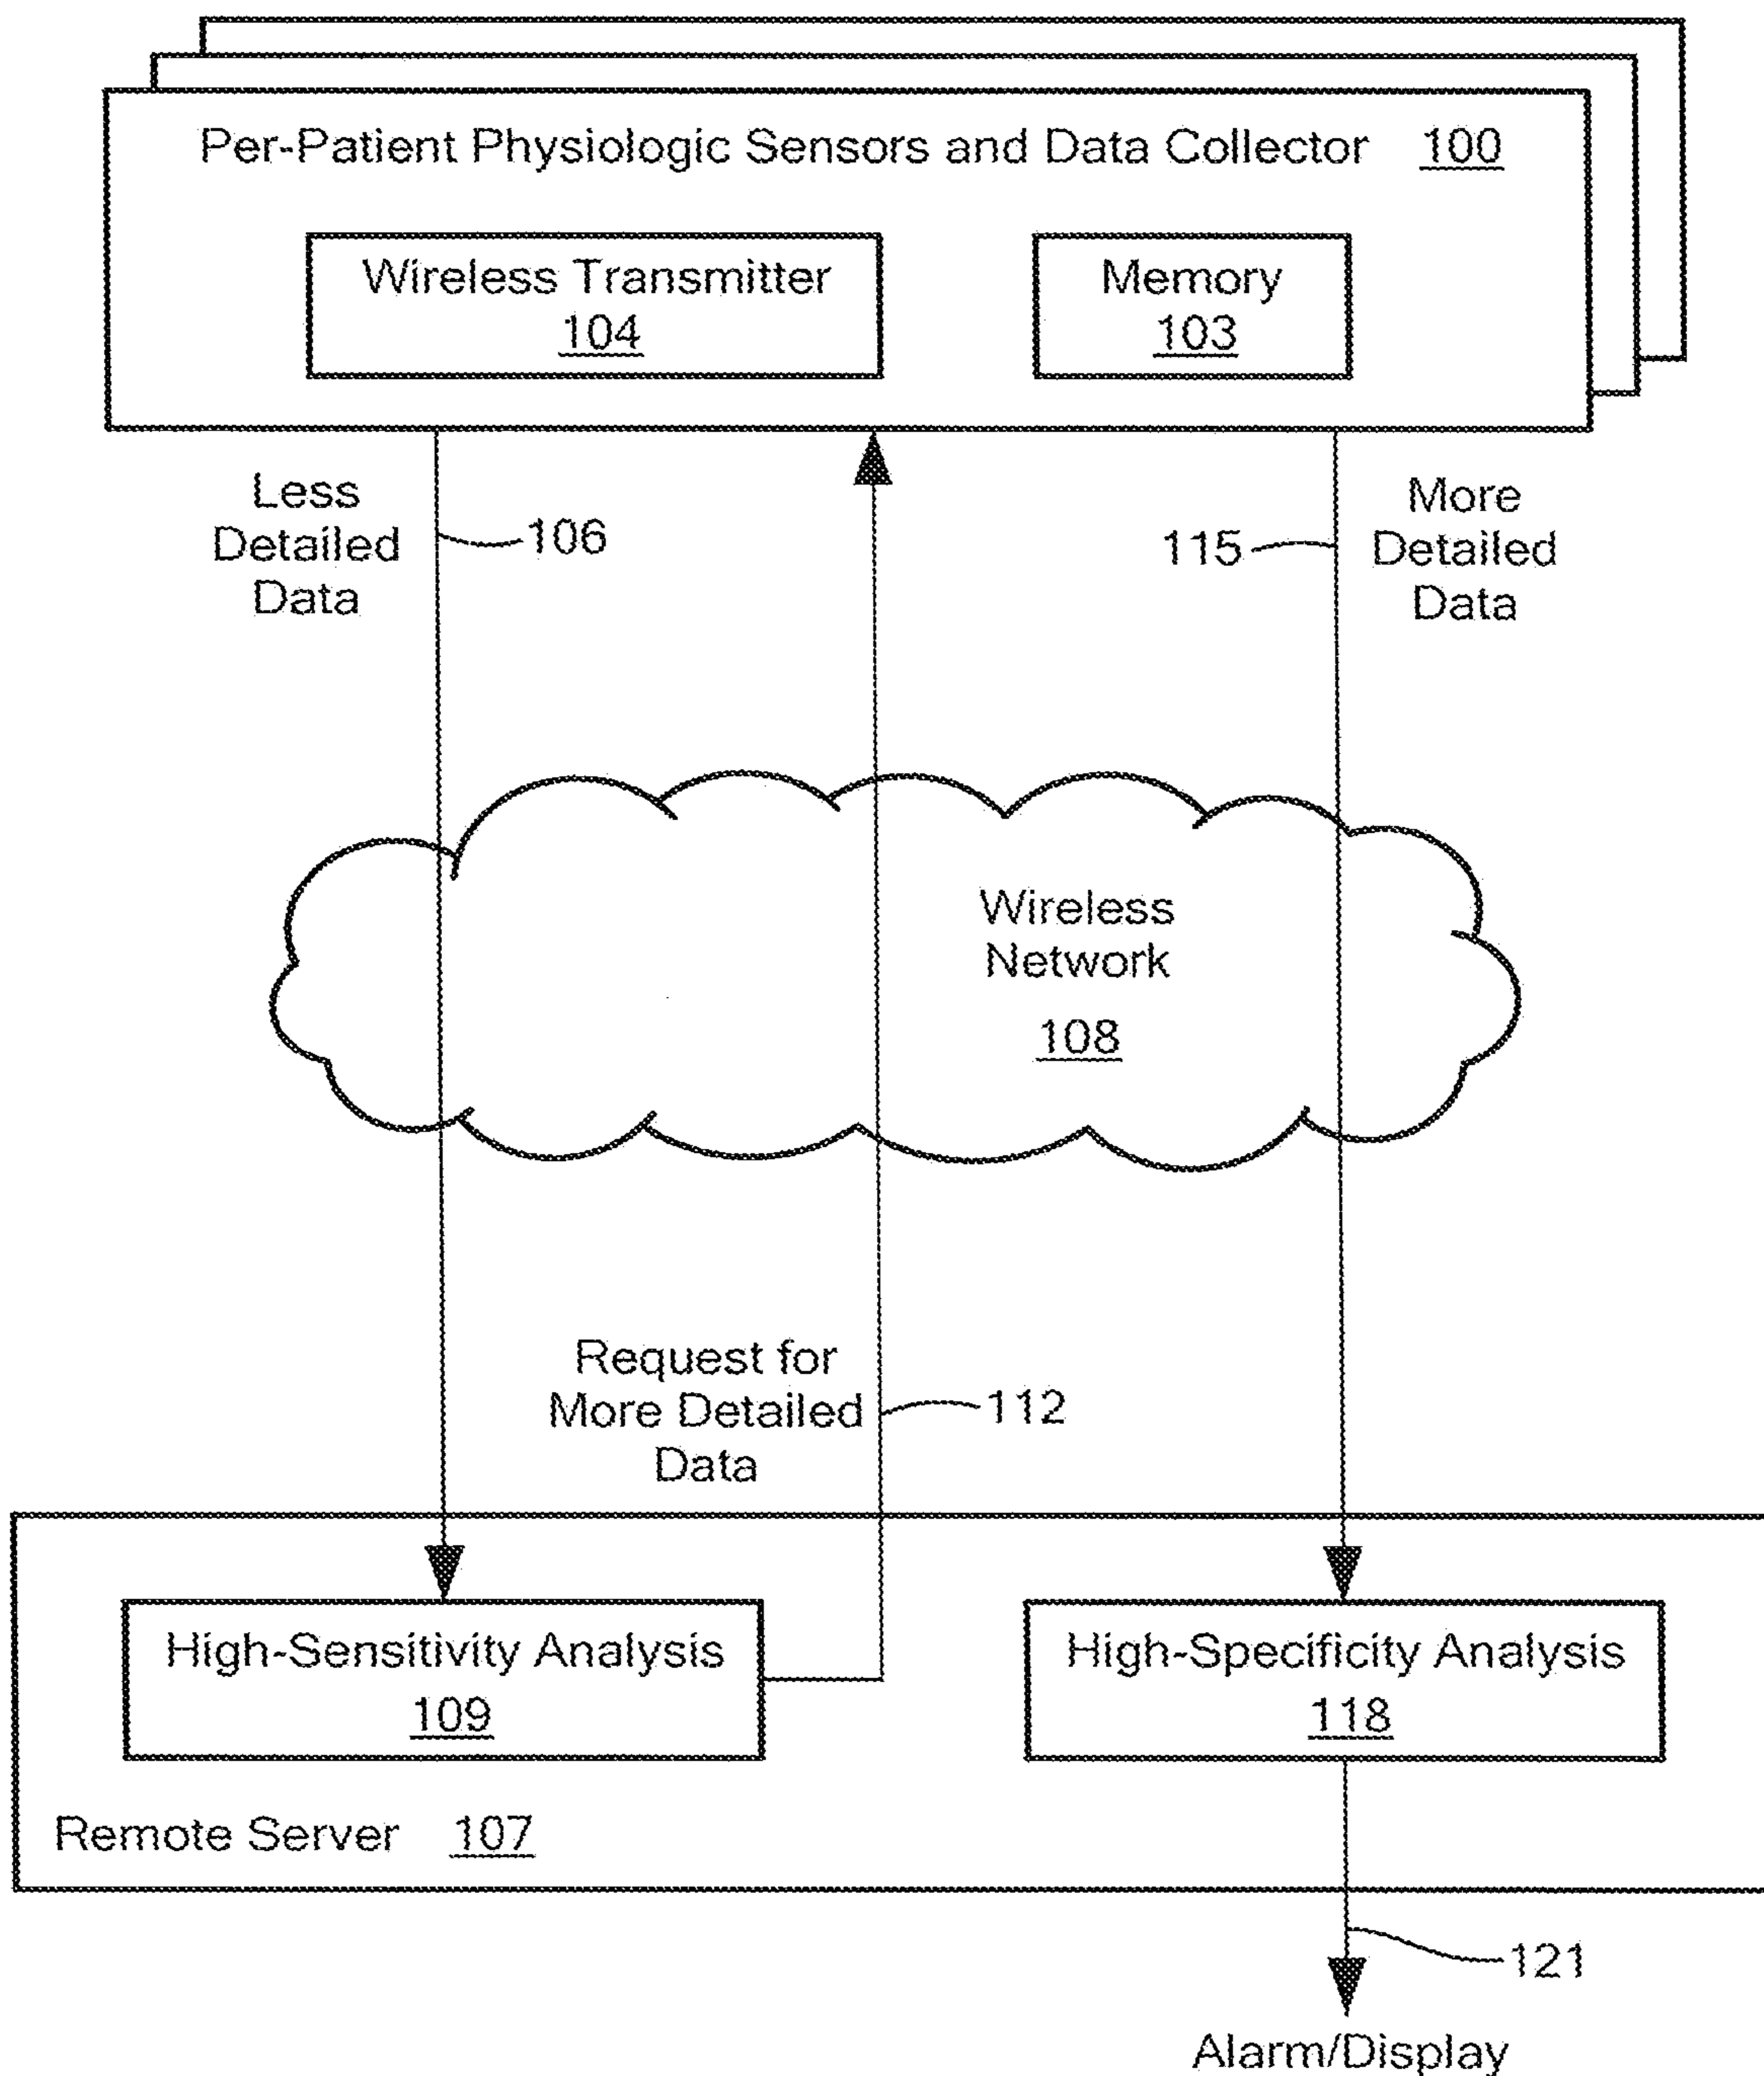 Per-Patient Physiologic Sensors and Data Collector 100
Wireless Transmitter
104
Memory
103
Less
Detailed
Data
106
115
More
Detailed
Data
Wireless
Network
108
Request for
More Detailed
Data
112
High-Sensitivity Analysis
109
High-Specificity Analysis
118
Remote Server 107
121
Alarm/Display